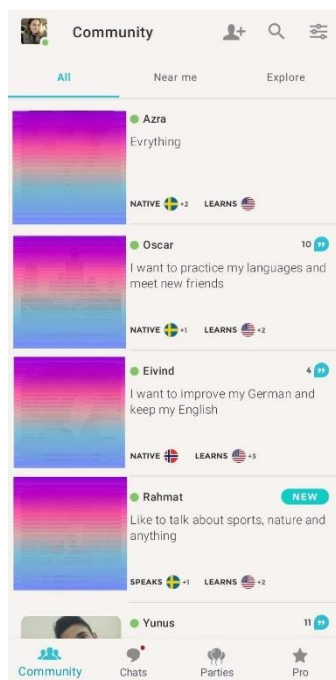 Community
All Near me Explore
Azra
Evrything
NATIVE +2 LEARNS
Oscar 10
I want to practice my languages and
meet new friends
NATIVE +1 LEARNS +2
Eivind 4
I want to improve my German and
keep my English
NATIVE LEARNS +3
Rahmat NEW
Like to talk about sports, nature and
anything
SPEAKS +1 LEARNS +2
Yunus 11
Community Chats Parties Pro